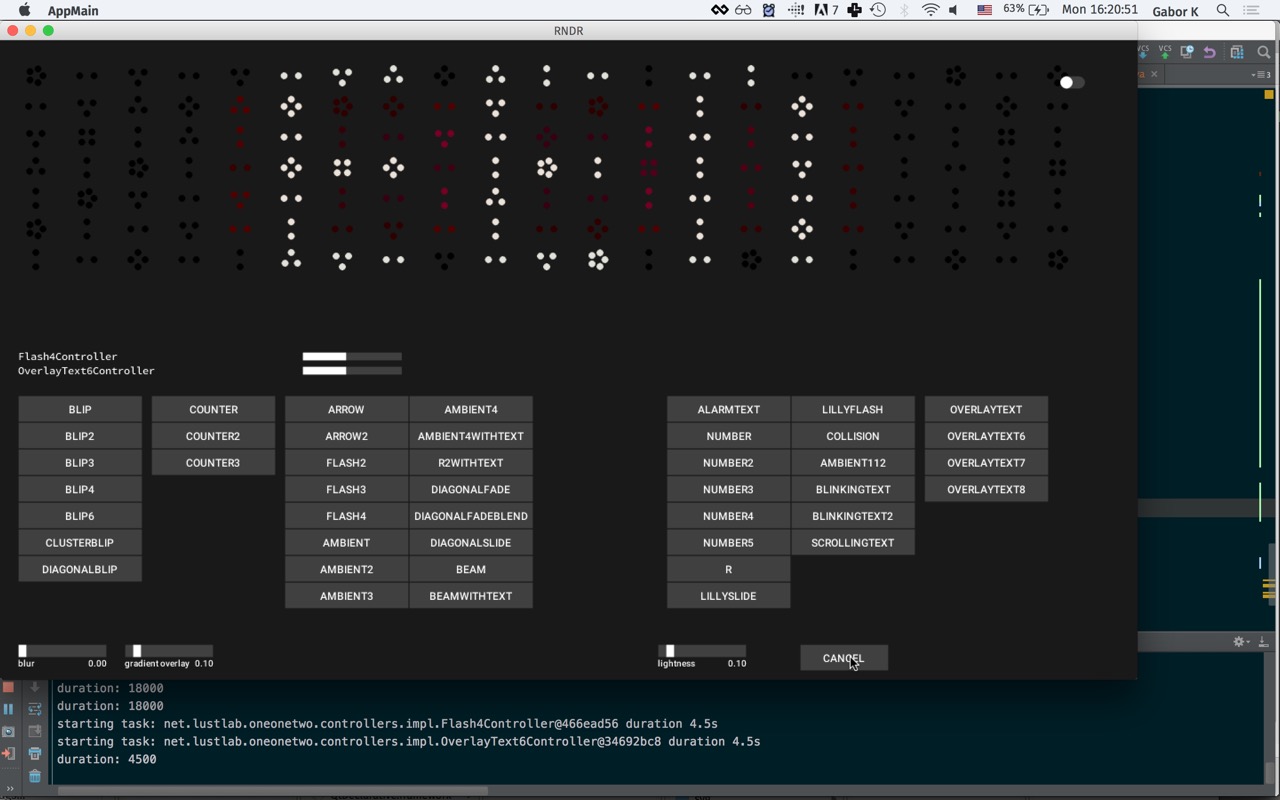 AppMain
7
63%
Mon 16:20:51
Gabor K
RNDR
VCS VCS
3
Flash4Controller
OverlayText6Controller
BLIP COUNTER ARROW AMBIENT4 ALARMTEXT LILLYFLASH OVERLAYTEXT
BLIP2 COUNTER2 ARROW2 AMBIENT4WITHTEXT NUMBER COLLISION OVERLAYTEXT6
BLIP3 COUNTER3 FLASH2 R2WITHTEXT NUMBER2 AMBIENT112 OVERLAYTEXT7
BLIP4 FLASH3 DIAGONALFADE NUMBER3 BLINKINGTEXT OVERLAYTEXT8
BLIP6 FLASH4 DIAGONALFADEBLEND NUMBER4 BLINKINGTEXT2
CLUSTERBLIP AMBIENT DIAGONALSLIDE NUMBER5 SCROLLINGTEXT
DIAGONALBLIP AMBIENT2 BEAM R
AMBIENT3 BEAMWITHTEXT LILLYSLIDE
blur 0.00 gradient overlay 0.10 lightness 0.10 CANCEL
duration: 18000
duration: 18000
starting task: net.lustlab.oneonetwo.controllers.impl.Flash4Controller@466ead56 duration 4.5s
starting task: net.lustlab.oneonetwo.controllers.impl.OverlayText6Controller@34692bc8 duration 4.5s
duration: 4500